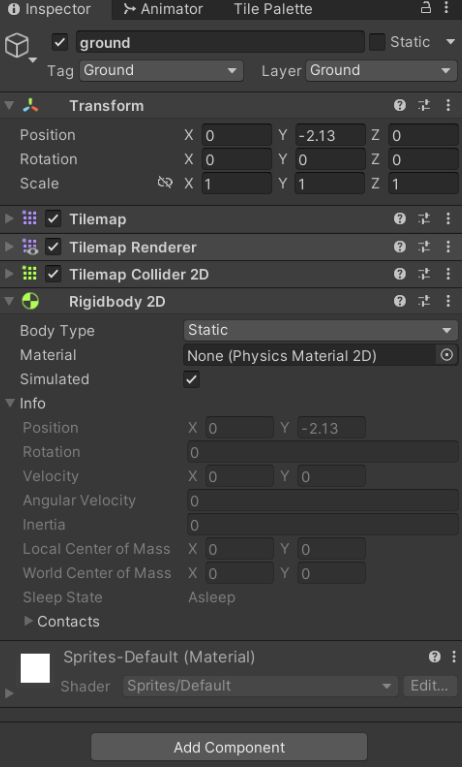 Inspector Animator Tile Palette
ground Static
Tag Ground Layer Ground
Transform
Position X 0 Y -2.13 Z 0
Rotation X 0 Y 0 Z 0
Scale X 1 Y 1 Z 1
Tilemap
Tilemap Renderer
Tilemap Collider 2D
Rigidbody 2D
Body Type Static
Material None (Physics Material 2D)
Simulated
Info
Position X 0 Y -2.13
Rotation 0
Velocity X 0 Y 0
Angular Velocity 0
Inertia 0
Local Center of Mass X 0 Y 0
World Center of Mass X 0 Y 0
Sleep State Asleep
Contacts
Sprites-Default (Material)
Shader Sprites/Default Edit...
Add Component